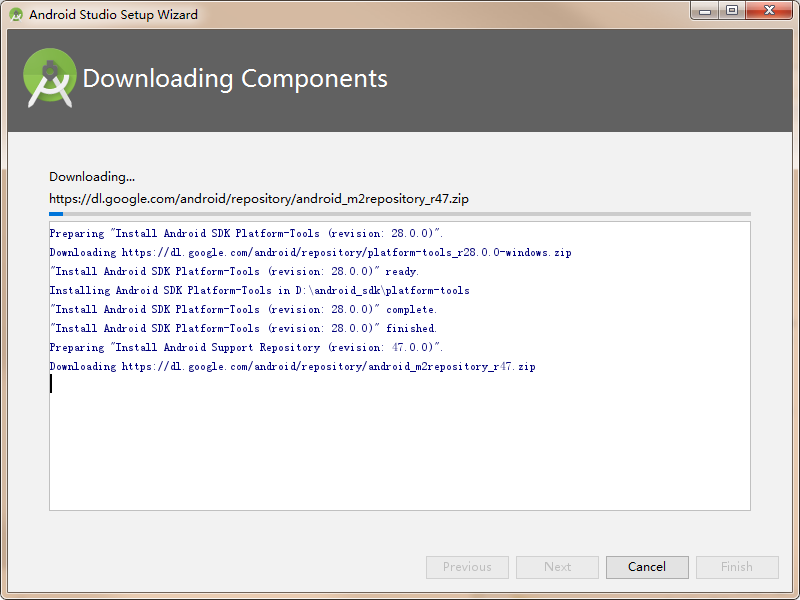 Android Studio Setup Wizard
Downloading Components
Downloading...
https://dl.google.com/android/repository/android_m2repository_r47.zip
Preparing "Install Android SDK Platform-Tools (revision: 28.0.0)".
Downloading https://dl.google.com/android/repository/platform-tools_r28.0.0-windows.zip
"Install Android SDK Platform-Tools (revision: 28.0.0)" ready.
Installing Android SDK Platform-Tools in D:\android_sdk\platform-tools
"Install Android SDK Platform-Tools (revision: 28.0.0)" complete.
"Install Android SDK Platform-Tools (revision: 28.0.0)" finished.
Preparing "Install Android Support Repository (revision: 47.0.0)".
Downloading https://dl.google.com/android/repository/android_m2repository_r47.zip
Previous
Next
Cancel
Finish